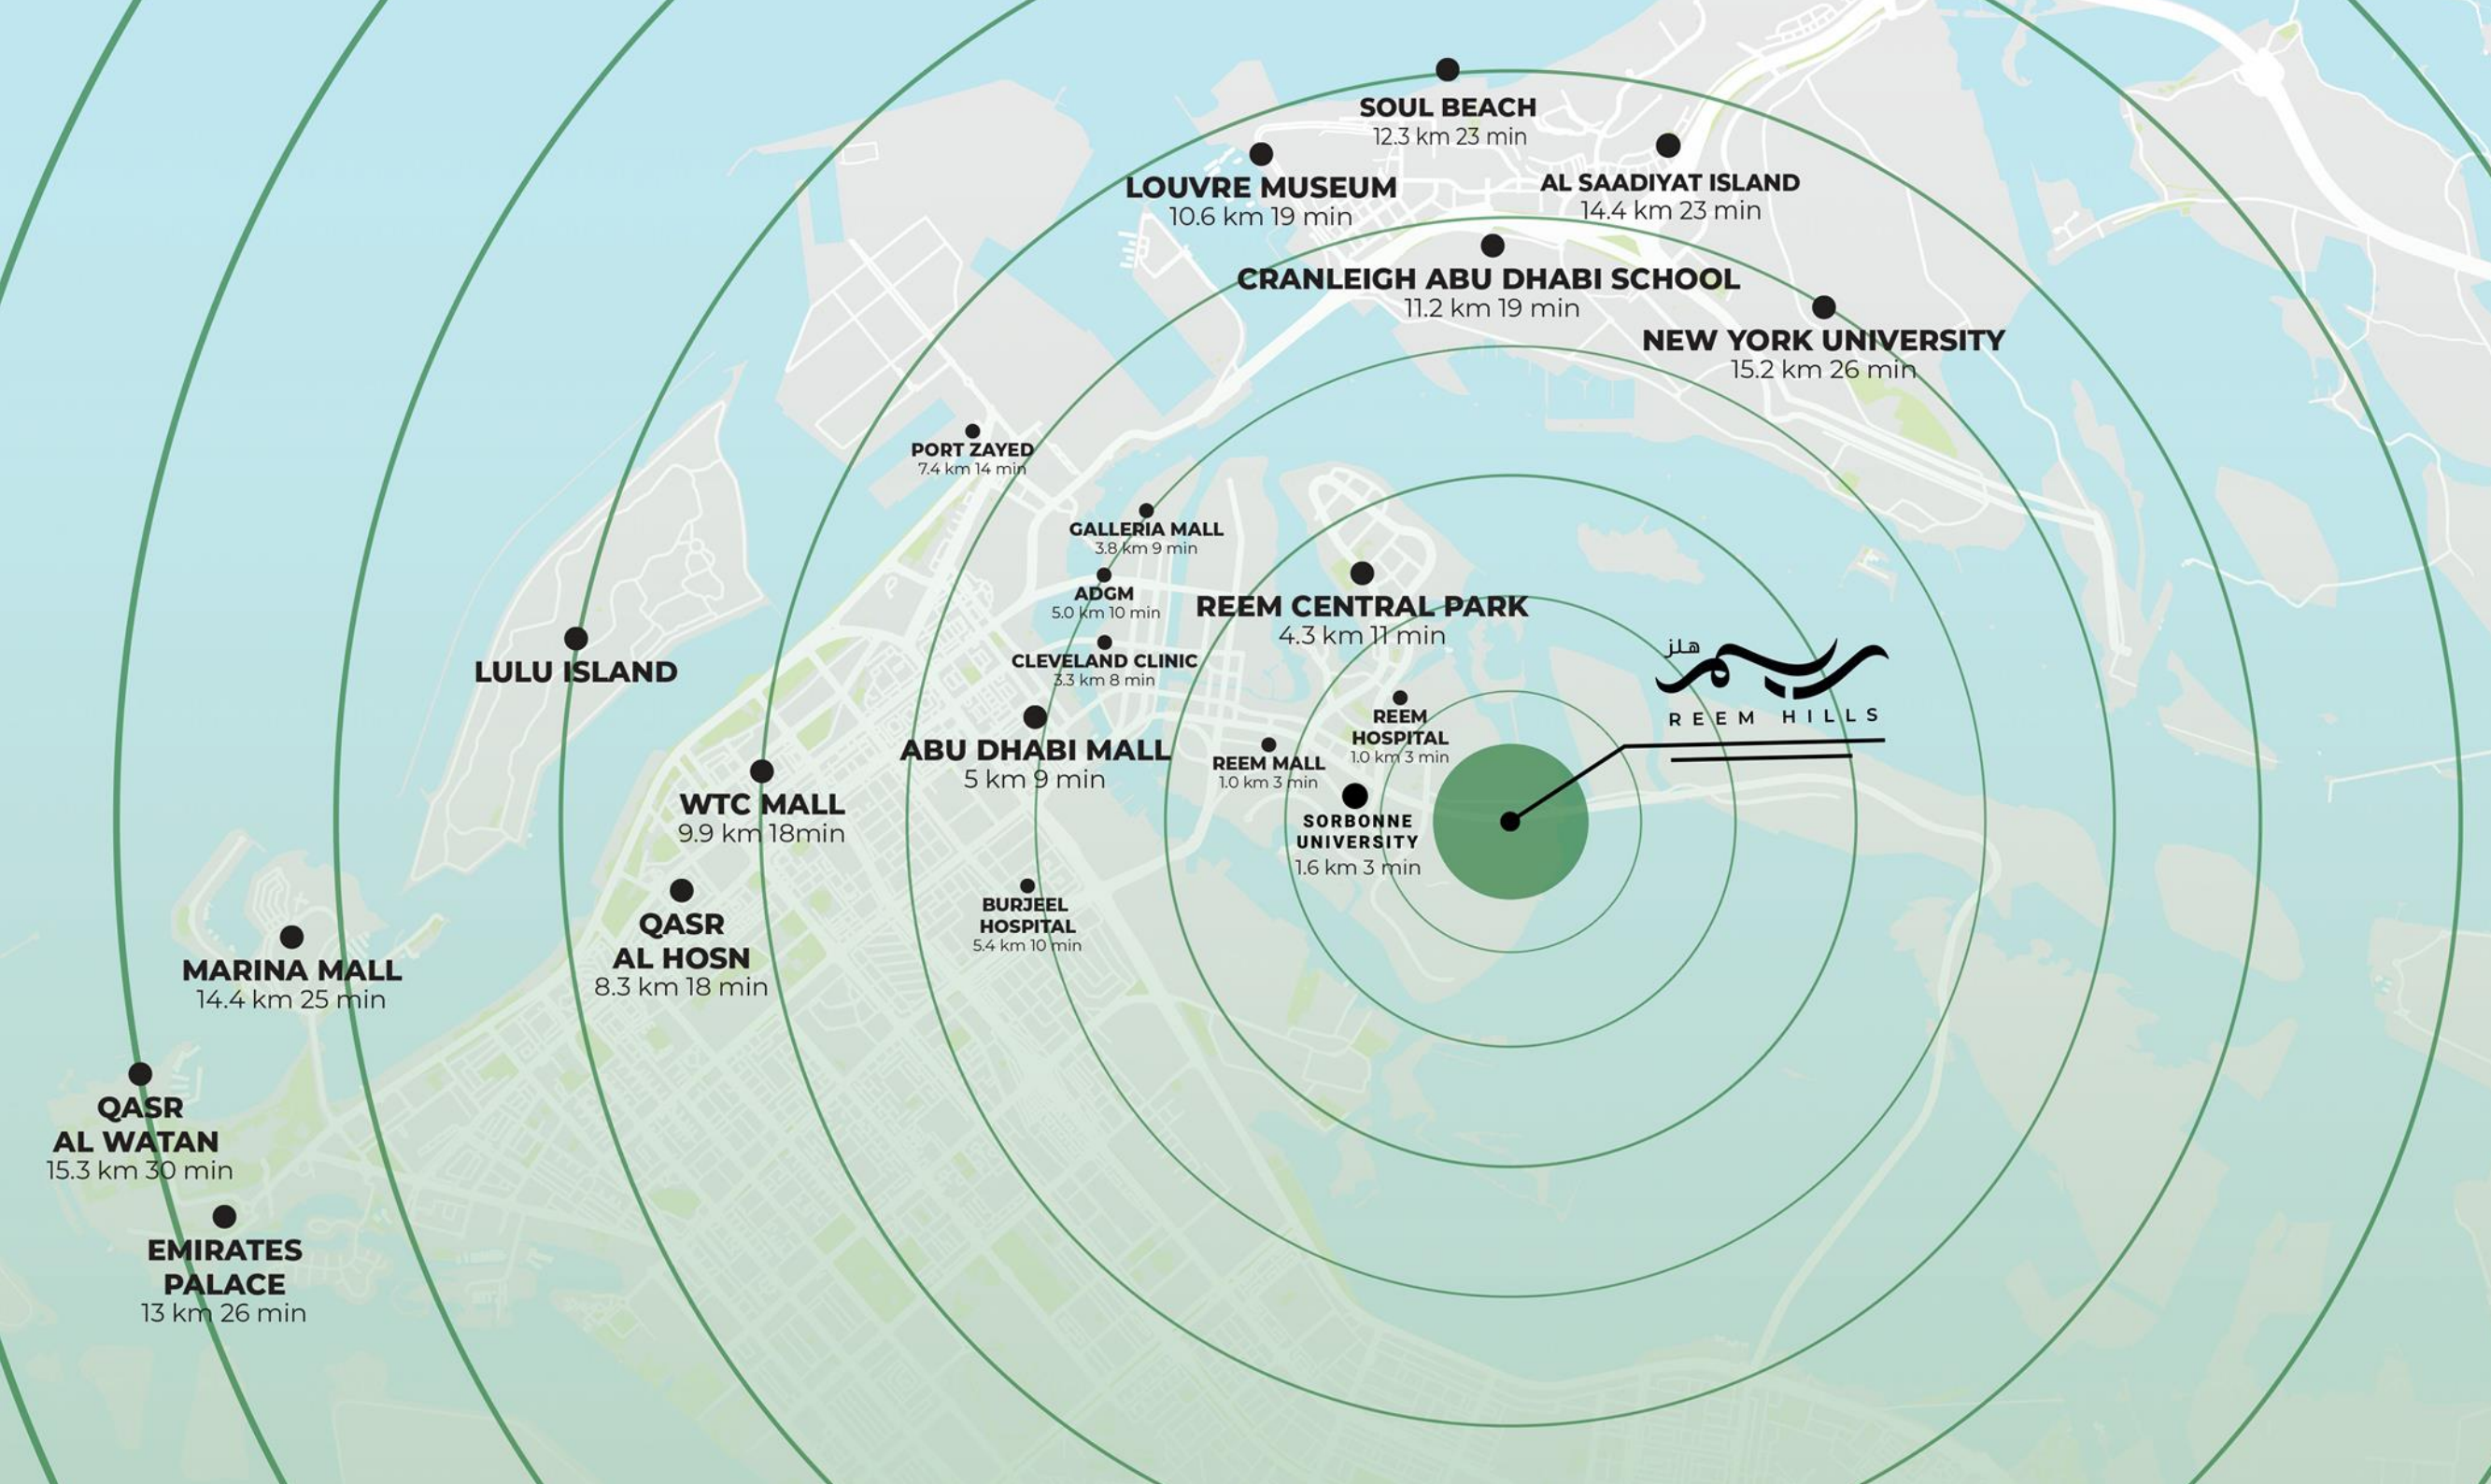 SOUL BEACH
12.3 km 23 min
LOUVRE MUSEUM
10.6 km 19 min
AL SAADIYAT ISLAND
14.4 km 23 min
CRANLEIGH ABU DHABI SCHOOL
11.2 km 19 min
NEW YORK UNIVERSITY
15.2 km 26 min
PORT ZAYED
7.4 km 14 min
GALLERIA MALL
3.8 km 9 min
ADGM
5.0 km 10 min
REEM CENTRAL PARK
4.3 km 11 min
CLEVELAND CLINIC
3.3 km 8 min
LULU ISLAND
ريم هلز
REEM HILLS
REEM
HOSPITAL
1.0 km 3 min
ABU DHABI MALL
5 km 9 min
REEM MALL
1.0 km 3 min
WTC MALL
9.9 km 18min
SORBONNE
UNIVERSITY
1.6 km 3 min
QASR
AL HOSN
8.3 km 18 min
BURJEEL
HOSPITAL
5.4 km 10 min
MARINA MALL
14.4 km 25 min
QASR
AL WATAN
15.3 km 30 min
EMIRATES
PALACE
13 km 26 min